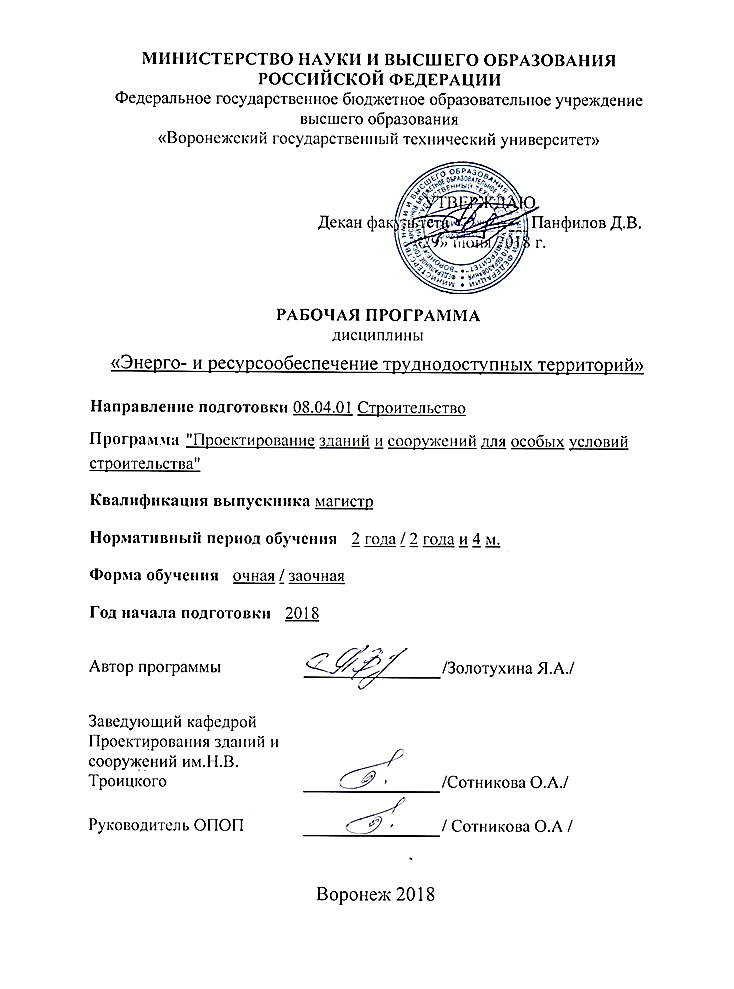 МИНИСТЕРСТВО НАУКИ И ВЫСШЕГО ОБРАЗОВАНИЯ
РОССИЙСКОЙ ФЕДЕРАЦИИ
Федеральное государственное бюджетное образовательное учреждение
высшего образования
«Воронежский государственный технический университет»
УТВЕРЖДАЮ
Декан факультета Панфилов Д.В.
«29» июня 2018 г.
РАБОЧАЯ ПРОГРАММА
дисциплины
«Энерго- и ресурсообеспечение труднодоступных территорий»
Направление подготовки 08.04.01 Строительство
Программа "Проектирование зданий и сооружений для особых условий
строительства"
Квалификация выпускника магистр
Нормативный период обучения 2 года / 2 года и 4 м.
Форма обучения очная / заочная
Год начала подготовки 2018
Автор программы /Золотухина Я.А./
Заведующий кафедрой
Проектирования зданий и
сооружений им.Н.В.
Троицкого /Сотникова О.А./
Руководитель ОПОП / Сотникова О.А /
Воронеж 2018